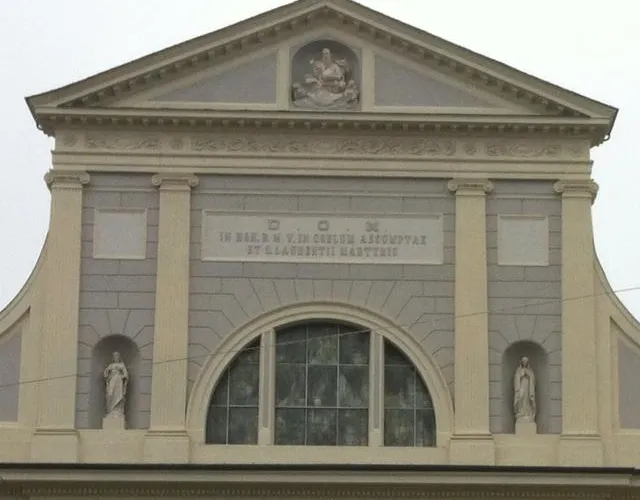 D. O. M.
IN HON. B. M. V. IN COELUM ASSUMPTAE
ET S. LAURENTII MARTYRIS